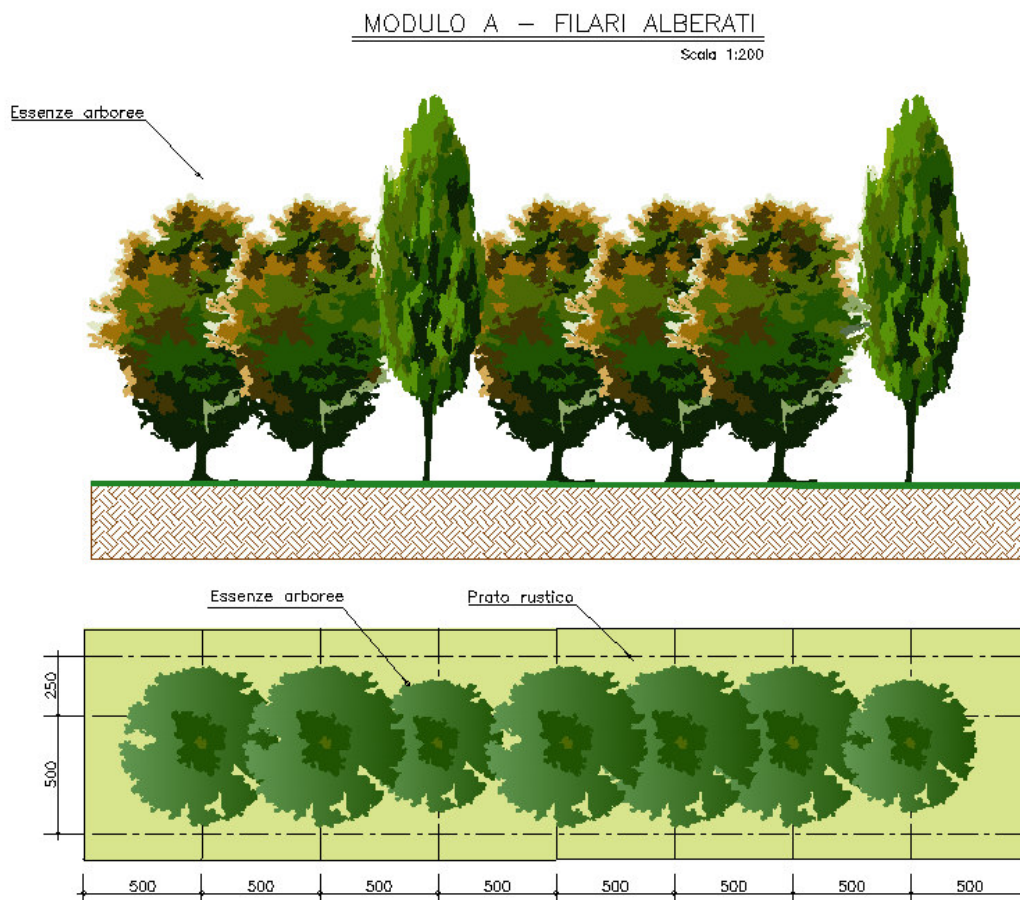 MODULO A – FILARI ALBERATI
Scala 1:200
Essenze arboree
Essenze arboree
Prato rustico
250
500
500 500 500 500 500 500 500 500